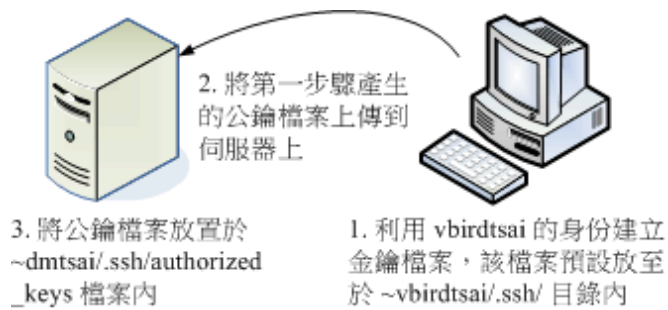 2. 將第一步驟產生
的公鑰檔案上傳到
伺服器上
3. 將公鑰檔案放置於
~dmtsai/.ssh/authorized
_keys 檔案內
1. 利用 vbirdtsai 的身份建立
金鑰檔案，該檔案預設放至
於 ~vbirdtsai/.ssh/ 目錄內